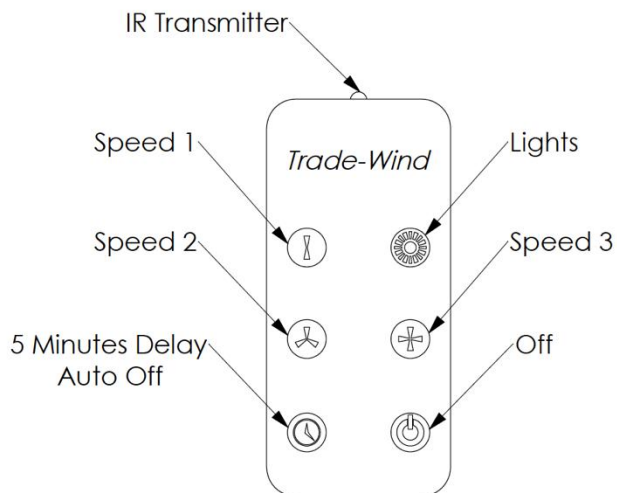 IR Transmitter
Speed 1
Trade-Wind
Lights
Speed 2
Speed 3
5 Minutes Delay
Auto Off
Off